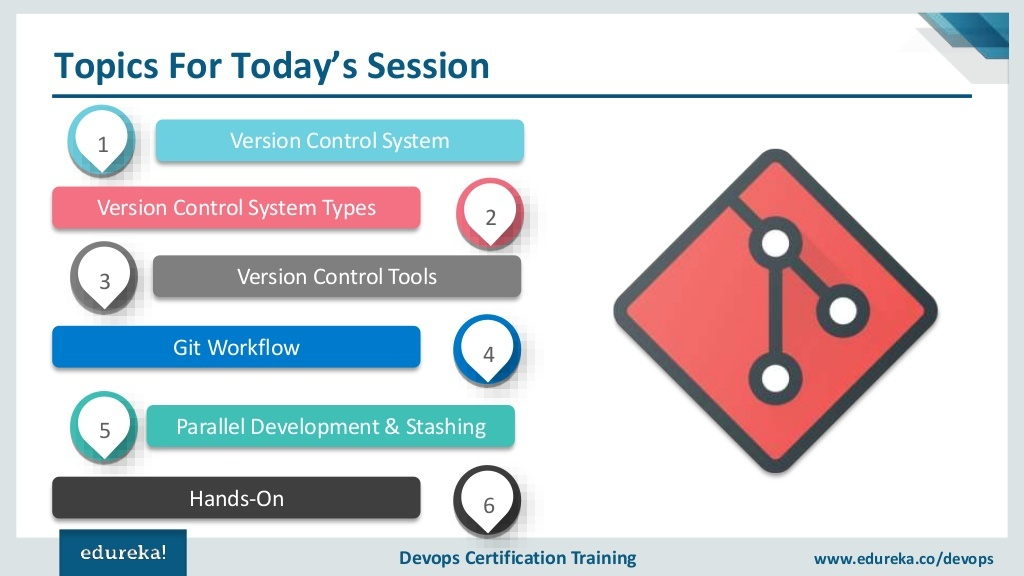 Topics For Today’s Session
1
Version Control System
Version Control System Types
2
3
Version Control Tools
Git Workflow
4
5
Parallel Development & Stashing
Hands-On
6
edureka!
Devops Certification Training
www.edureka.co/devops